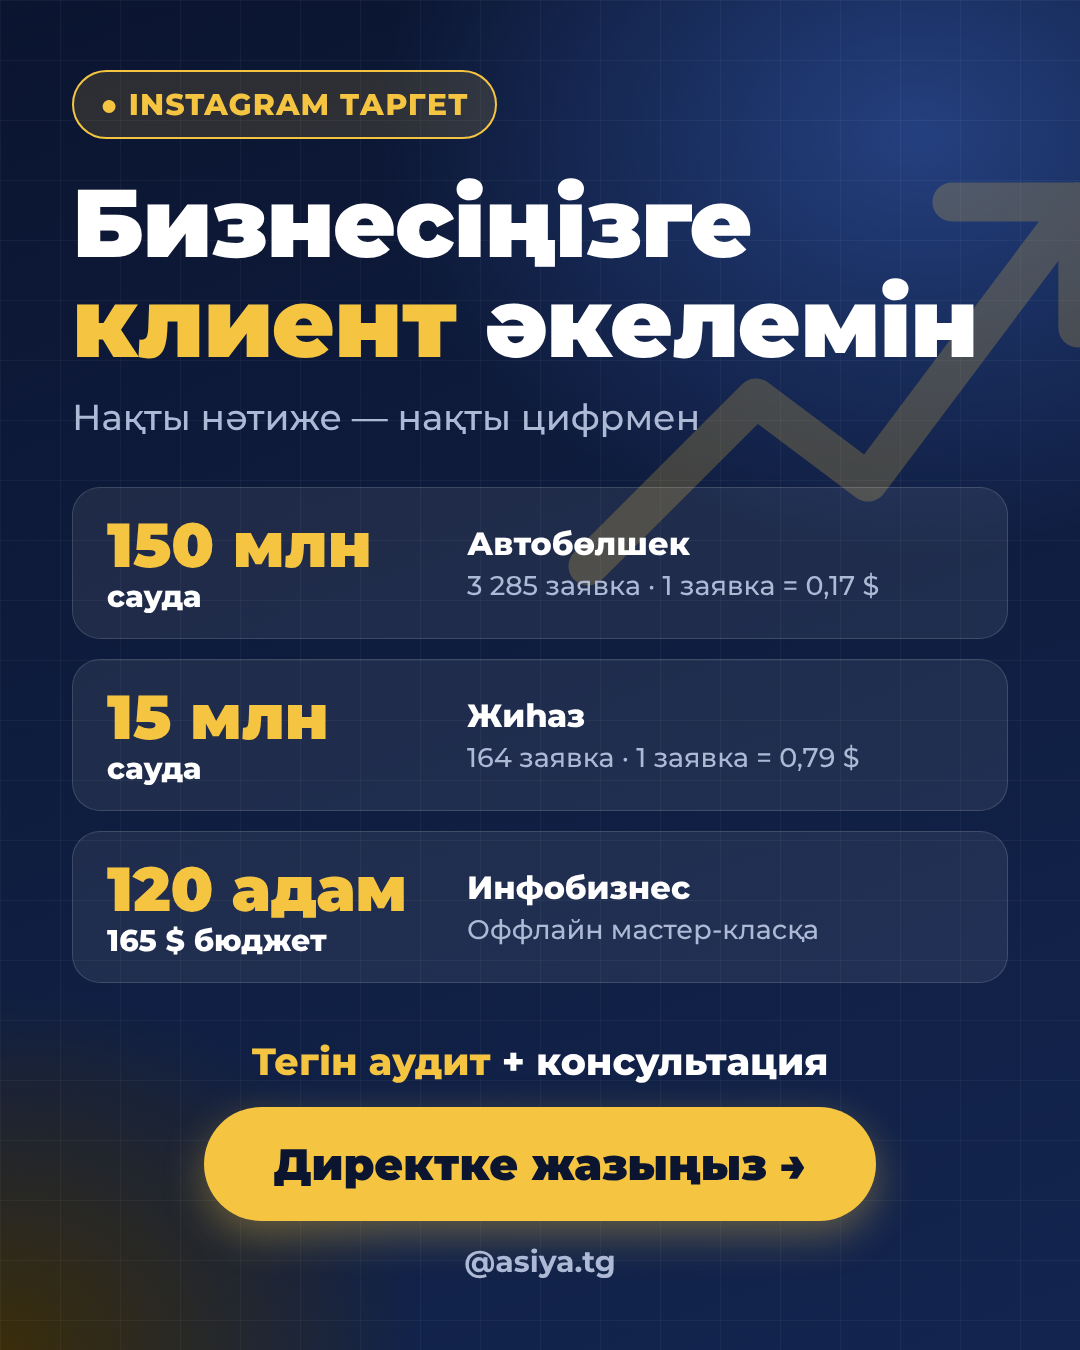 • INSTAGRAM ТАРГЕТ
Бизнесіңізге
клиент әкелемін
Нақты нәтиже — нақты цифрмен
150 млн
сауда
Автобөлшек
3 285 заявка · 1 заявка = 0,17 $
15 млн
сауда
Жиһаз
164 заявка · 1 заявка = 0,79 $
120 адам
165 $ бюджет
Инфобизнес
Оффлайн мастер-класқа
Тегін аудит + консультация
Директке жазыңыз →
@asiya.tg